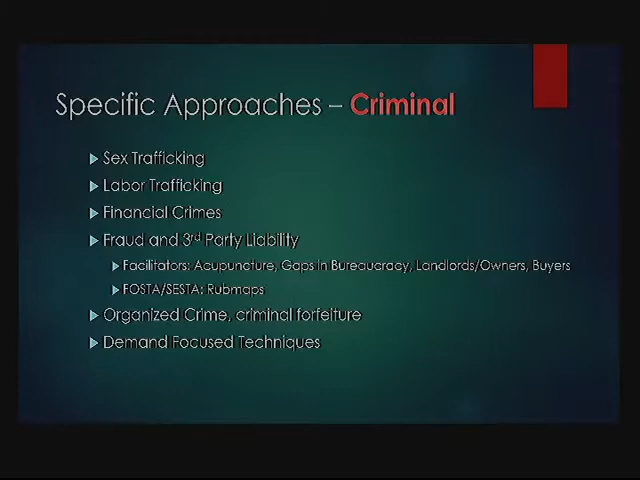 Specific Approaches – Criminal
Sex Trafficking
Labor Trafficking
Financial Crimes
Fraud and 3rd Party Liability
Facilitators: Acupuncture, Gaps in Bureaucracy, Landlords/Owners, Buyers
FOSTA/SESTA: Rubmaps
Organized Crime, criminal forfeiture
Demand Focused Techniques